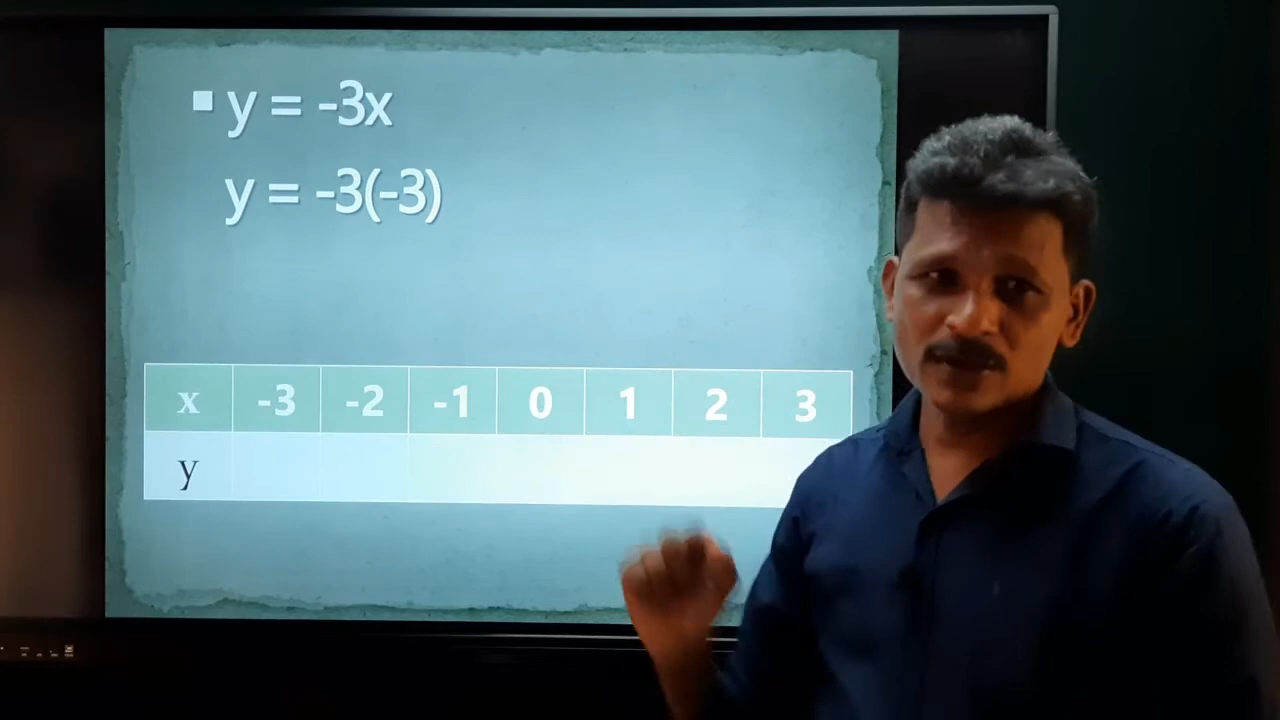 y = -3x
y = -3(-3)
x -3 -2 -1 0 1 2 3
y